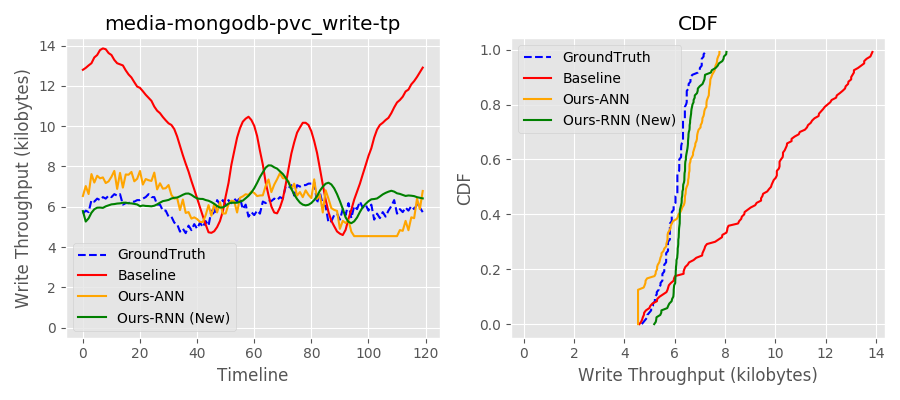 media-mongodb-pvc_write-tp
Write Throughput (kilobytes)
14
12
10
8
6
4
2
0
GroundTruth
Baseline
Ours-ANN
Ours-RNN (New)
0 20 40 60 80 100 120
Timeline
CDF
CDF
1.0
0.8
0.6
0.4
0.2
0.0
GroundTruth
Baseline
Ours-ANN
Ours-RNN (New)
0 2 4 6 8 10 12 14
Write Throughput (kilobytes)